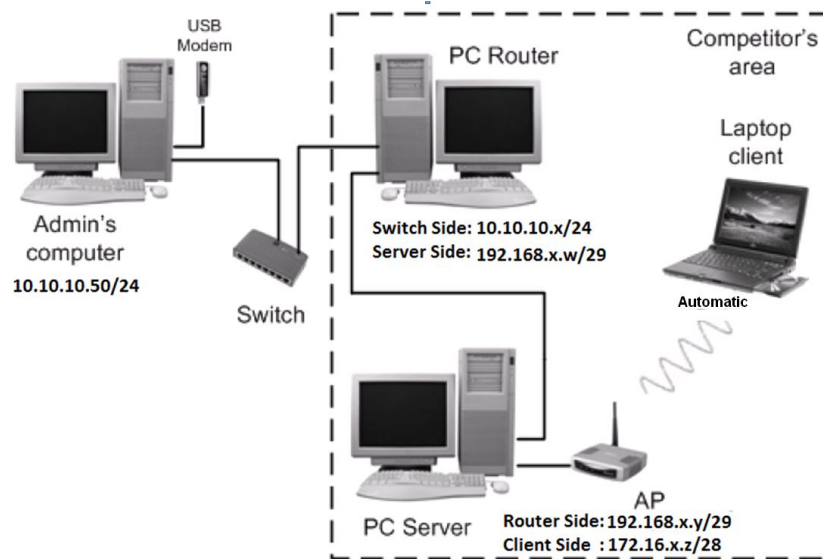 USB
Modem
Admin's
computer
10.10.10.50/24
Switch
PC Router
Switch Side: 10.10.10.x/24
Server Side: 192.168.x.w/29
Competitor's
area
Laptop
client
Automatic
PC Server
AP
Router Side: 192.168.x.y/29
Client Side : 172.16.x.z/28